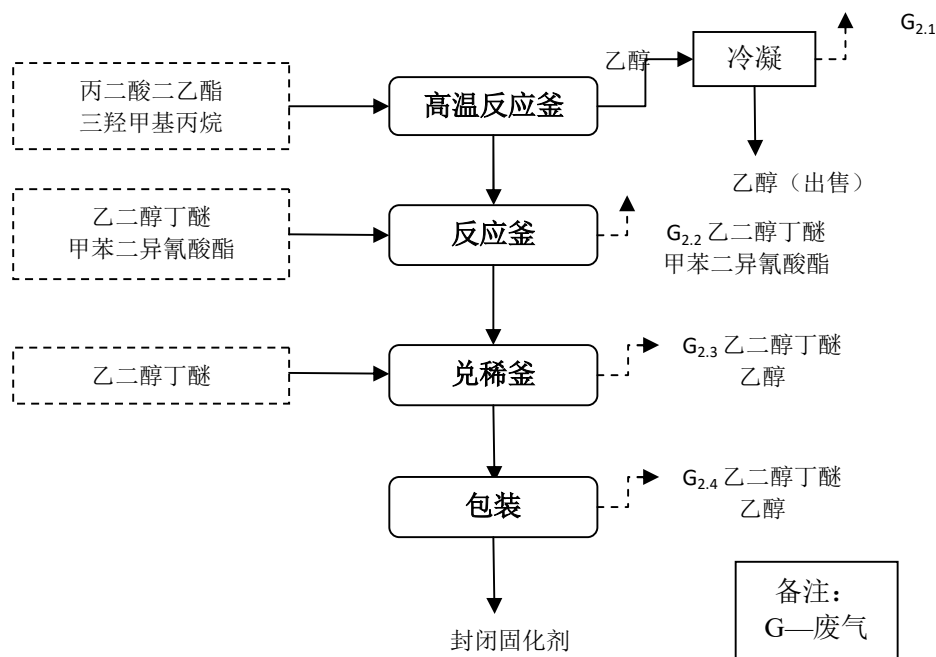 G2.1
乙醇
冷凝
丙二酸二乙酯
三羟甲基丙烷
高温反应釜
乙醇（出售）
乙二醇丁醚
甲苯二异氰酸酯
反应釜
G2.2 乙二醇丁醚
甲苯二异氰酸酯
乙二醇丁醚
兑稀釜
G2.3 乙二醇丁醚
乙醇
包装
G2.4 乙二醇丁醚
乙醇
封闭固化剂
备注：
G—废气